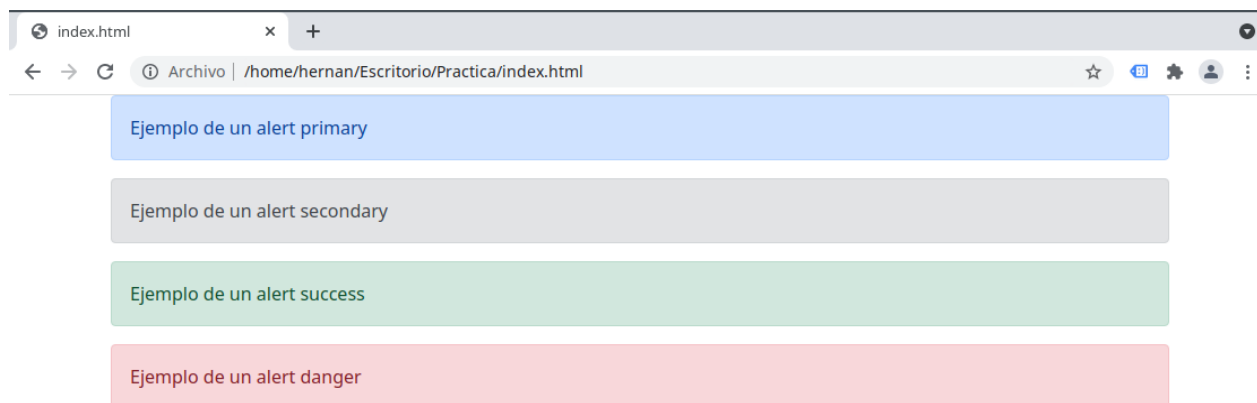 index.html
Archivo /home/hernan/Escritorio/Practica/index.html
Ejemplo de un alert primary
Ejemplo de un alert secondary
Ejemplo de un alert success
Ejemplo de un alert danger